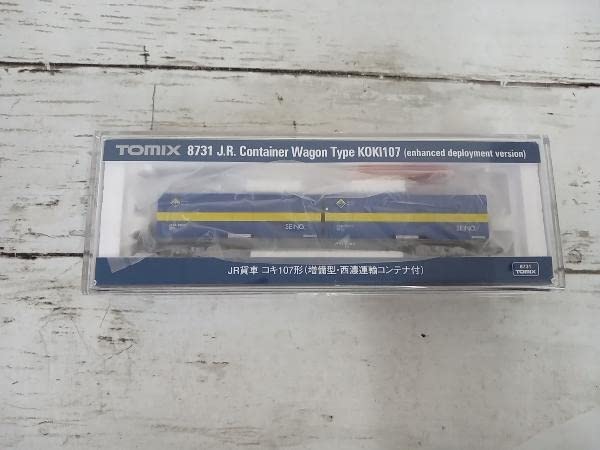 TOMIX 8731 J.R. Container Wagon Type KOKI107 (enhanced deployment version)
SEINO
SEINO
JR貨車 コキ107形(増備型・西濃運輸コンテナ付)
8731
TOMIX